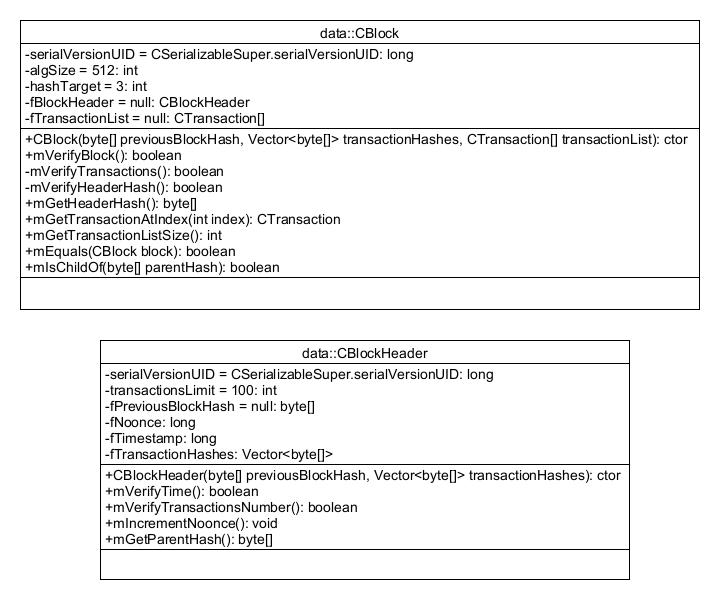 data::CBlock
-serialVersionUID = CSerializableSuper.serialVersionUID: long
-algSize = 512: int
-hashTarget = 3: int
-fBlockHeader = null: CBlockHeader
-fTransactionList = null: CTransaction[]
+CBlock(byte[] previousBlockHash, Vector<byte[]> transactionHashes, CTransaction[] transactionList): ctor
+mVerifyBlock(): boolean
-mVerifyTransactions(): boolean
-mVerifyHeaderHash(): boolean
+mGetHeaderHash(): byte[]
+mGetTransactionAtIndex(int index): CTransaction
+mGetTransactionListSize(): int
+mEquals(CBlock block): boolean
+mIsChildOf(byte[] parentHash): boolean
data::CBlockHeader
-serialVersionUID = CSerializableSuper.serialVersionUID: long
-transactionsLimit = 100: int
-fPreviousBlockHash = null: byte[]
-fNoonce: long
-fTimestamp: long
-fTransactionHashes: Vector<byte[]>
+CBlockHeader(byte[] previousBlockHash, Vector<byte[]> transactionHashes): ctor
+mVerifyTime(): boolean
+mVerifyTransactionsNumber(): boolean
+mIncrementNoonce(): void
+mGetParentHash(): byte[]